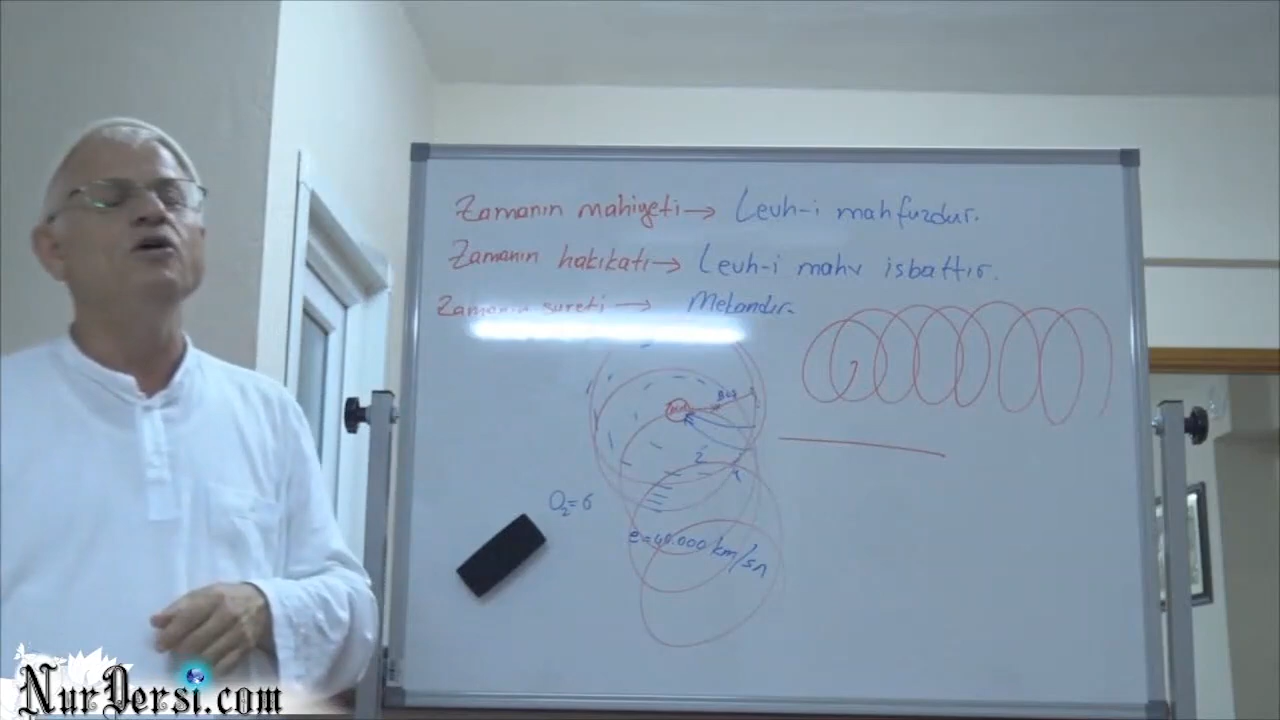 Zamanın mahiyeti → Levh-i mahfuzdur.
Zamanın hakikatı → Levh-i mahv isbattır.
Zamanın sureti → Mekandır.
O₂=6
e=40.000 km/sn
NurDersi.com